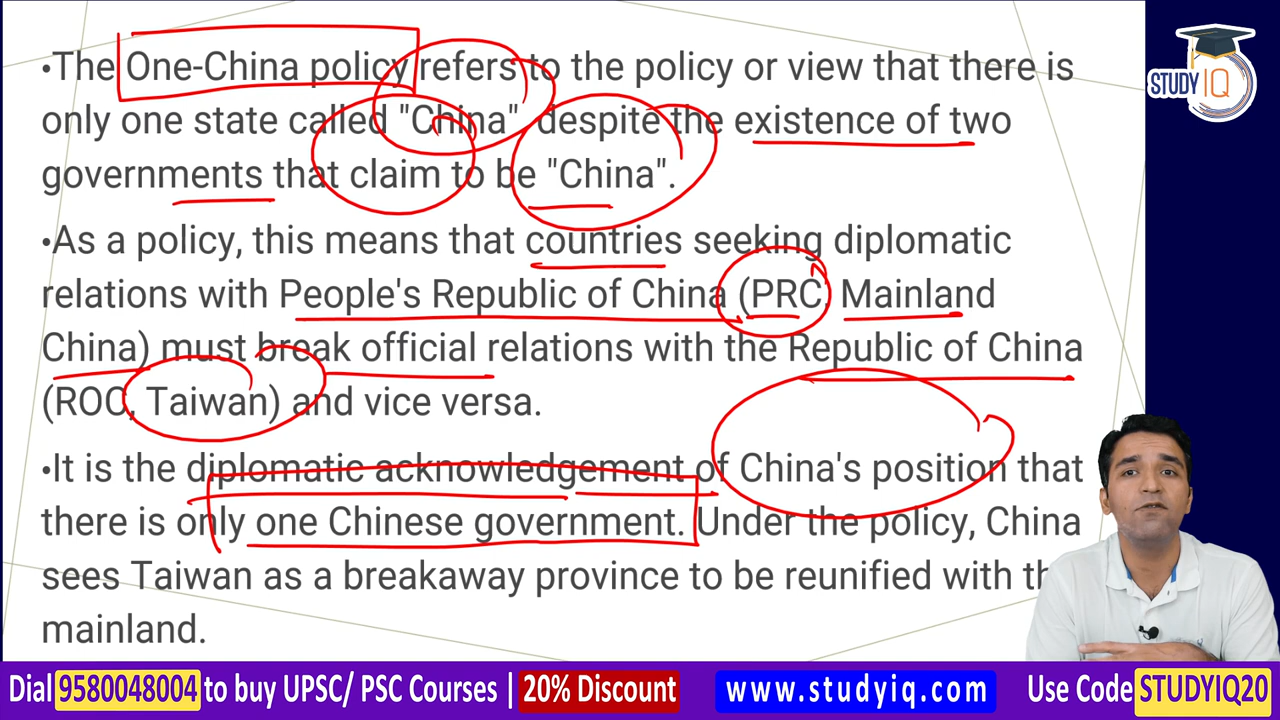 •The One-China policy refers to the policy or view that there is
only one state called "China", despite the existence of two
governments that claim to be "China".
•As a policy, this means that countries seeking diplomatic
relations with People's Republic of China (PRC, Mainland
China) must break official relations with the Republic of China
(ROC, Taiwan) and vice versa.
•It is the diplomatic acknowledgement of China's position that
there is only one Chinese government. Under the policy, China
sees Taiwan as a breakaway province to be reunified with
mainland.
STUDY IQ
Dial 9580048004 to buy UPSC/ PSC Courses | 20% Discount www.studyiq.com Use Code STUDYIQ20